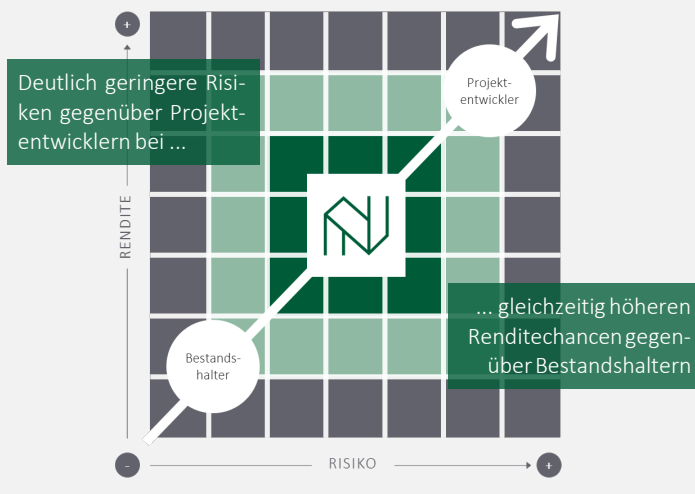 +
Deutlich geringere Risi-
ken gegenüber Projekt-
entwicklern bei ...
Projekt-
entwickler
RENDITE
... gleichzeitig höheren
Renditechancen gegen-
über Bestandshaltern
Bestands-
halter
-
RISIKO
+